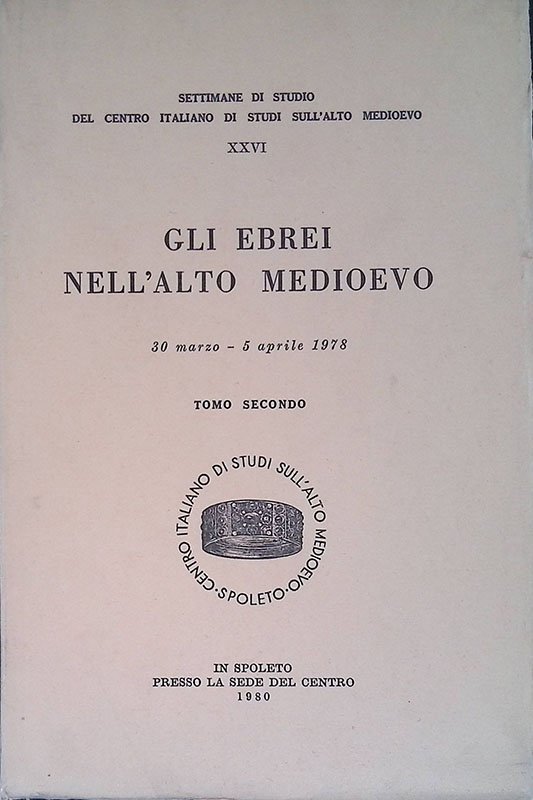 SETTIMANE DI STUDIO
DEL CENTRO ITALIANO DI STUDI SULL'ALTO MEDIOEVO
XXVI
GLI EBREI
NELL'ALTO MEDIOEVO
30 marzo - 5 aprile 1978
TOMO SECONDO
CENTRO ITALIANO DI STUDI SULL'ALTO MEDIOEVO · SPOLETO ·
IN SPOLETO
PRESSO LA SEDE DEL CENTRO
1980